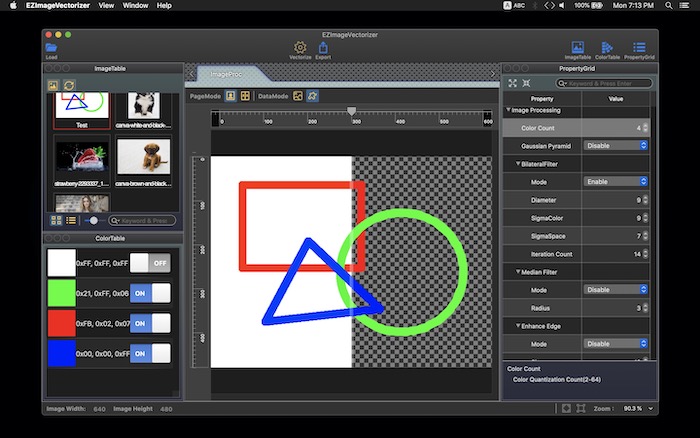 EZImageVectorizer File Platform Window Help
A ABC 100% Mon 7:13 PM
EZImageVectorizer
Load Vectorize Export ImageTable ColorTable PropertyGrid
ImageTable
Test canva-white-and-black-...
strawberry-2293337_1... canva-brown-and-black...
Keyword & Press
ColorTable
0xFF, 0xFF, 0xFF OFF
0x21, 0xFF, 0x06 ON
0xFB, 0x02, 0x07 ON
0x00, 0x00, 0xFF ON
ImageProc
PageMode DataMode
0 100 200 300 400 500 600
0
100
200
300
400
PropertyGrid
Keyword & Press Enter
Property Value
Image Processing
Color Count 4
Gaussian Pyramid Disable
BilateralFilter
Mode Enable
Diameter 9
SigmaColor 9
SigmaSpace 7
Iteration Count 14
Median Filter
Mode Disable
Radius 3
Enhance Edge
Mode Disable
Color Count
Color Quantization Count(2-64)
Image Width: 640 Image Height 480 Zoom : 90.3 %